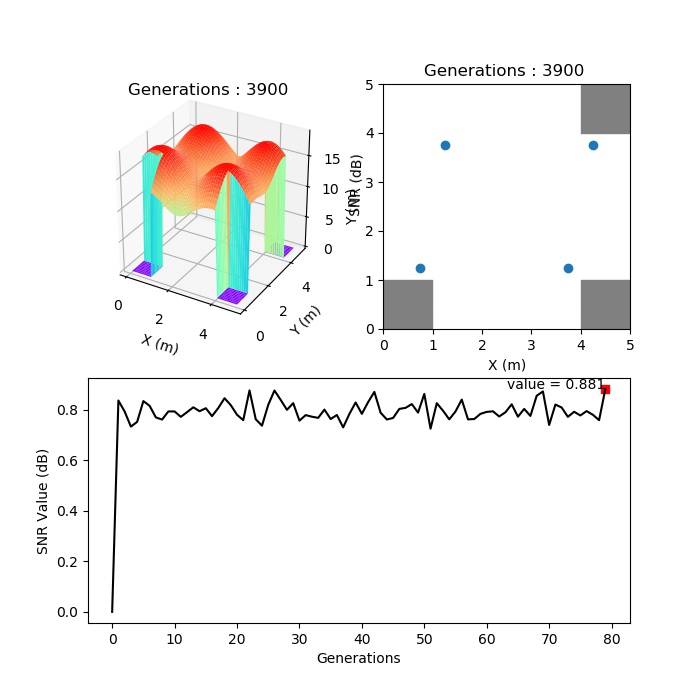 Generations : 3900
15
10
5
0
SNR (dB)
0
2
4
X (m)
0
2
4
Y (m)
Generations : 3900
5
4
3
2
1
0
Y (m)
0 1 2 3 4 5
X (m)
value = 0.881
0.8
0.6
0.4
0.2
0.0
SNR Value (dB)
0 10 20 30 40 50 60 70 80
Generations